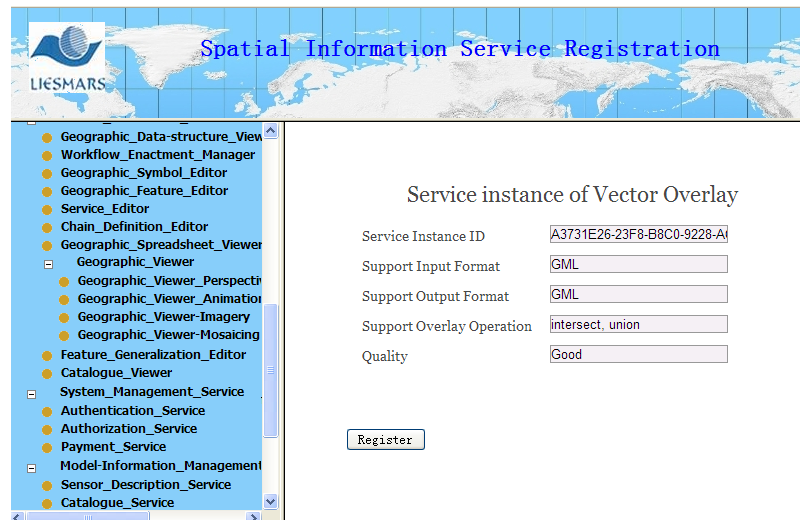 Spatial Information Service Registration
LIESMARS
Geographic_Data-structure_View
Workflow_Enactment_Manager
Geographic_Symbol_Editor
Geographic_Feature_Editor
Service_Editor
Chain_Definition_Editor
Geographic_Spreadsheet_Viewer
Geographic_Viewer
Geographic_Viewer_Perspecti
Geographic_Viewer_Animation
Geographic_Viewer-Imagery
Geographic_Viewer-Mosaicing
Feature_Generalization_Editor
Catalogue_Viewer
System_Management_Service
Authentication_Service
Authorization_Service
Payment_Service
Model-Information_Management
Sensor_Description_Service
Catalogue_Service
Service instance of Vector Overlay
Service Instance ID A3731E26-23F8-B8C0-9228-A
Support Input Format GML
Support Output Format GML
Support Overlay Operation intersect, union
Quality Good
Register